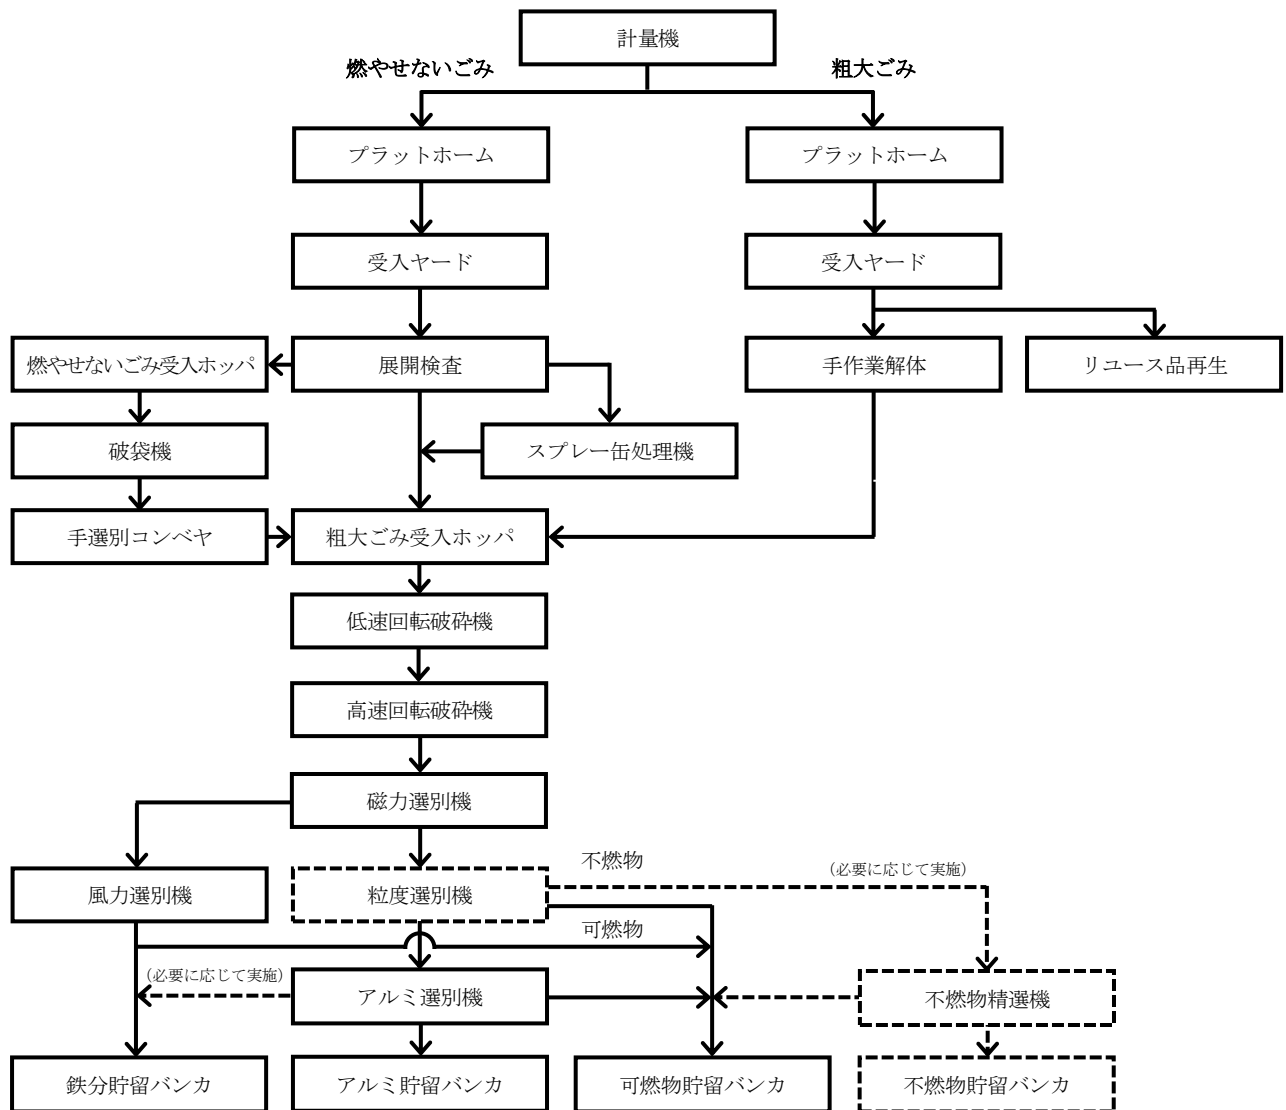 計量機
燃やせないごみ
粗大ごみ
プラットホーム
プラットホーム
受入ヤード
受入ヤード
燃やせないごみ受入ホッパ
展開検査
手作業解体
リユース品再生
破袋機
スプレー缶処理機
手選別コンベヤ
粗大ごみ受入ホッパ
低速回転破砕機
高速回転破砕機
磁力選別機
不燃物
(必要に応じて実施)
風力選別機
粒度選別機
可燃物
(必要に応じて実施)
アルミ選別機
不燃物精選機
鉄分貯留バンカ
アルミ貯留バンカ
可燃物貯留バンカ
不燃物貯留バンカ